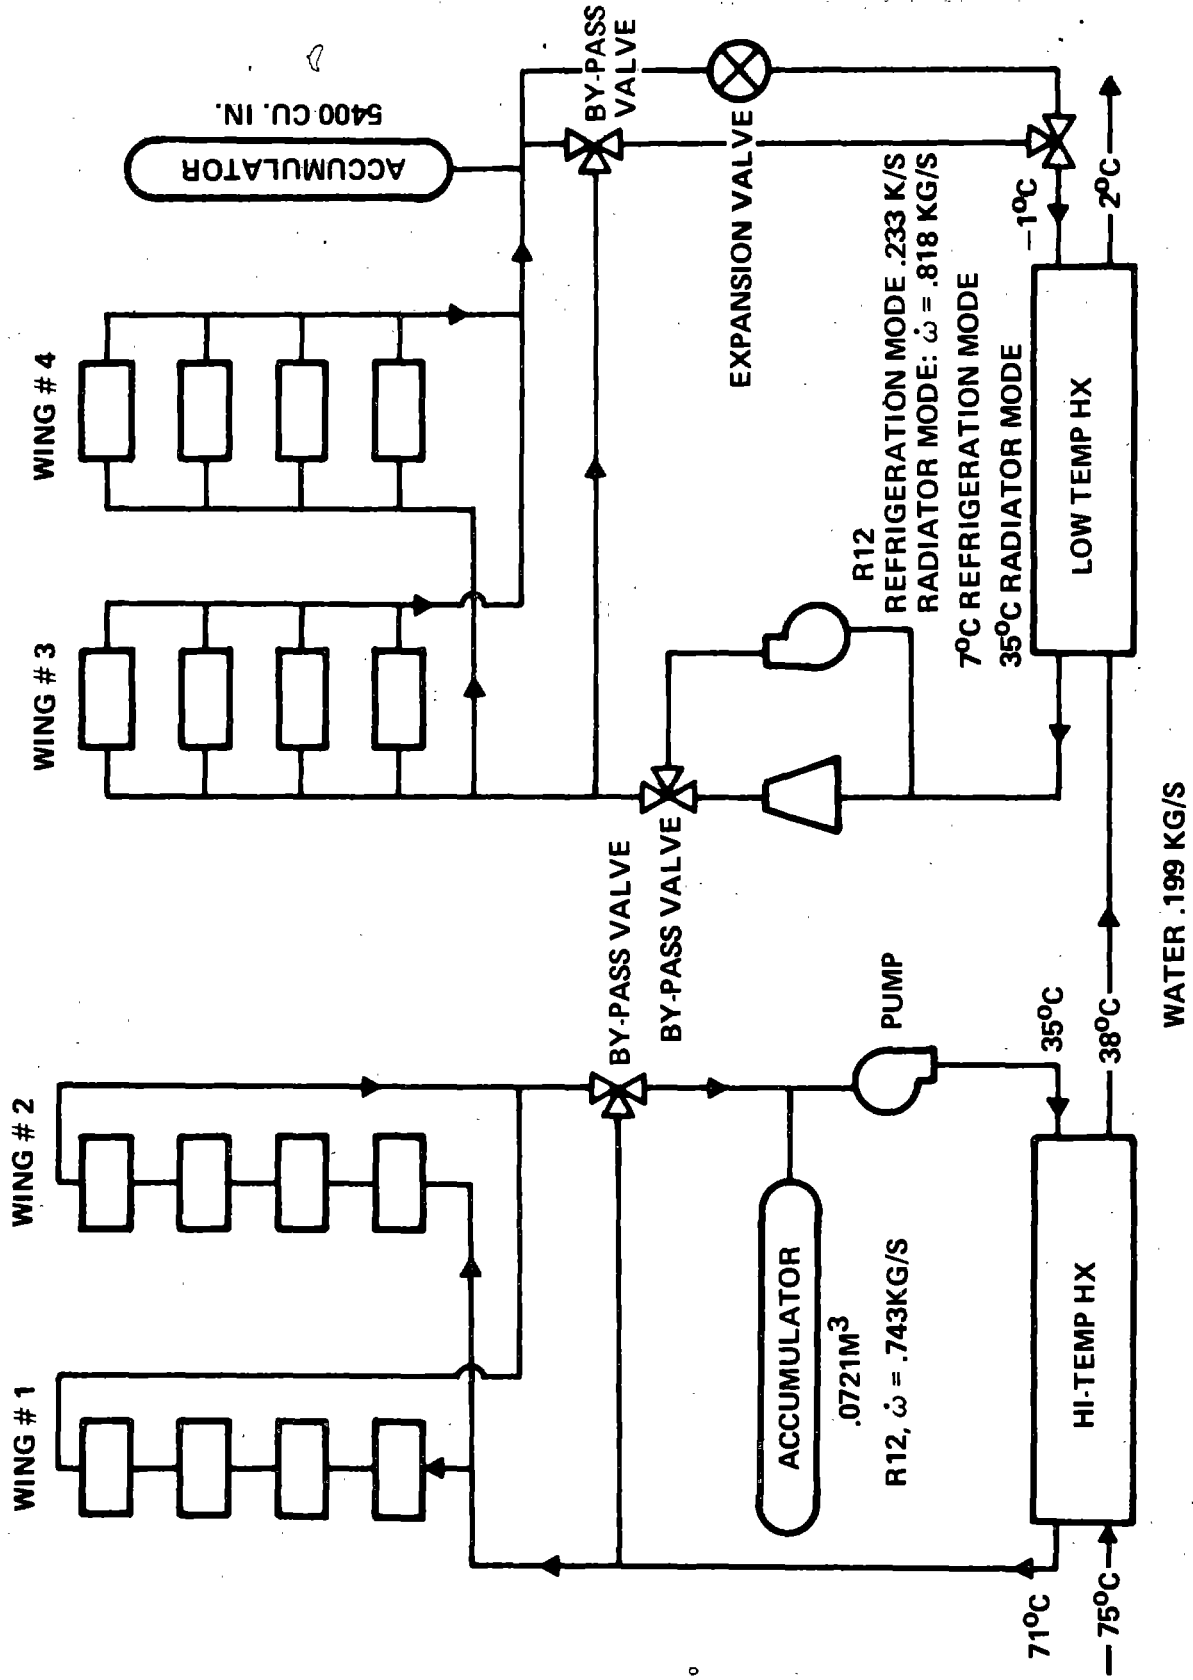 WING # 1
WING # 2
WING # 3
WING # 4
ACCUMULATOR
5400 CU. IN.
BY-PASS
VALVE
EXPANSION VALVE
BY-PASS VALVE
BY-PASS VALVE
R12
REFRIGERATION MODE .233 K/S
RADIATOR MODE: ω̇ = .818 KG/S
7°C REFRIGERATION MODE
35°C RADIATOR MODE
ACCUMULATOR
.0721M³
R12, ω̇ = .743KG/S
PUMP
71°C
75°C
HI-TEMP HX
35°C
38°C
LOW TEMP HX
–1°C
2°C
WATER .199 KG/S